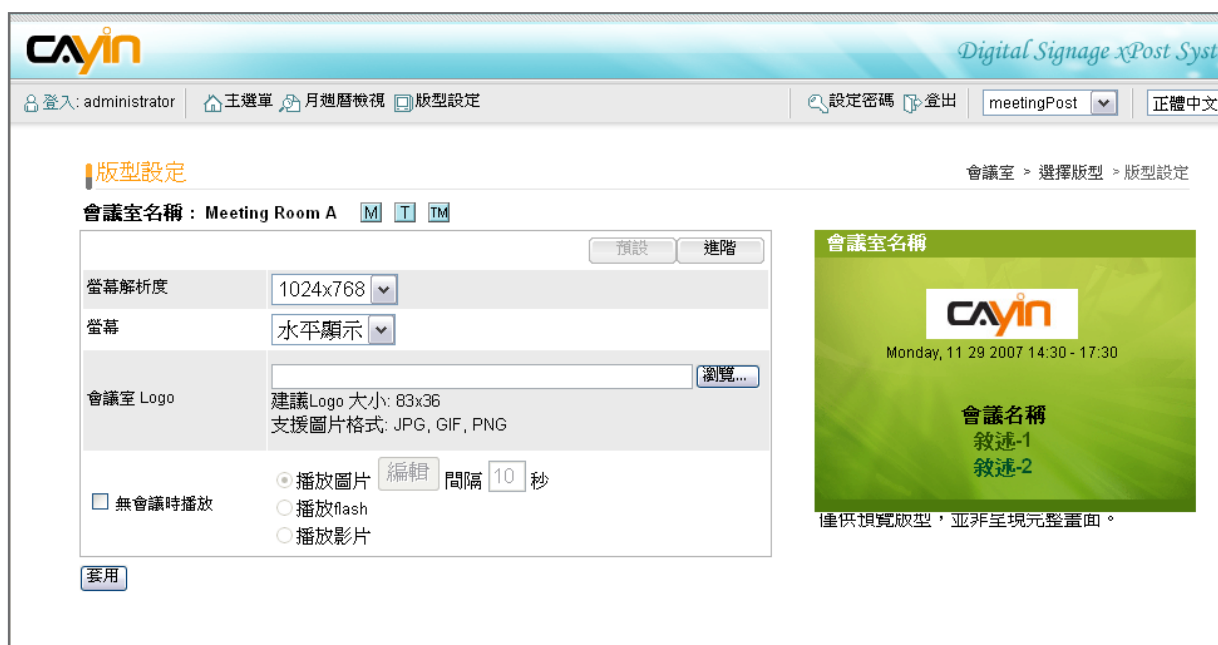 CAYIN
Digital Signage xPost Syst
登入: administrator 主選單 月週曆檢視 版型設定 設定密碼 登出 meetingPost 正體中文
版型設定 會議室 > 選擇版型 > 版型設定
會議室名稱 : Meeting Room A M T TM
預設 進階
螢幕解析度 1024x768
螢幕 水平顯示
會議室 Logo 瀏覽...
建議Logo 大小: 83x36
支援圖片格式: JPG, GIF, PNG
無會議時播放
播放圖片 編輯 間隔 10 秒
播放flash
播放影片
套用
會議室名稱
CAYIN
Monday, 11 29 2007 14:30 - 17:30
會議名稱
敘述-1
敘述-2
僅供預覽版型，並非呈現完整畫面。